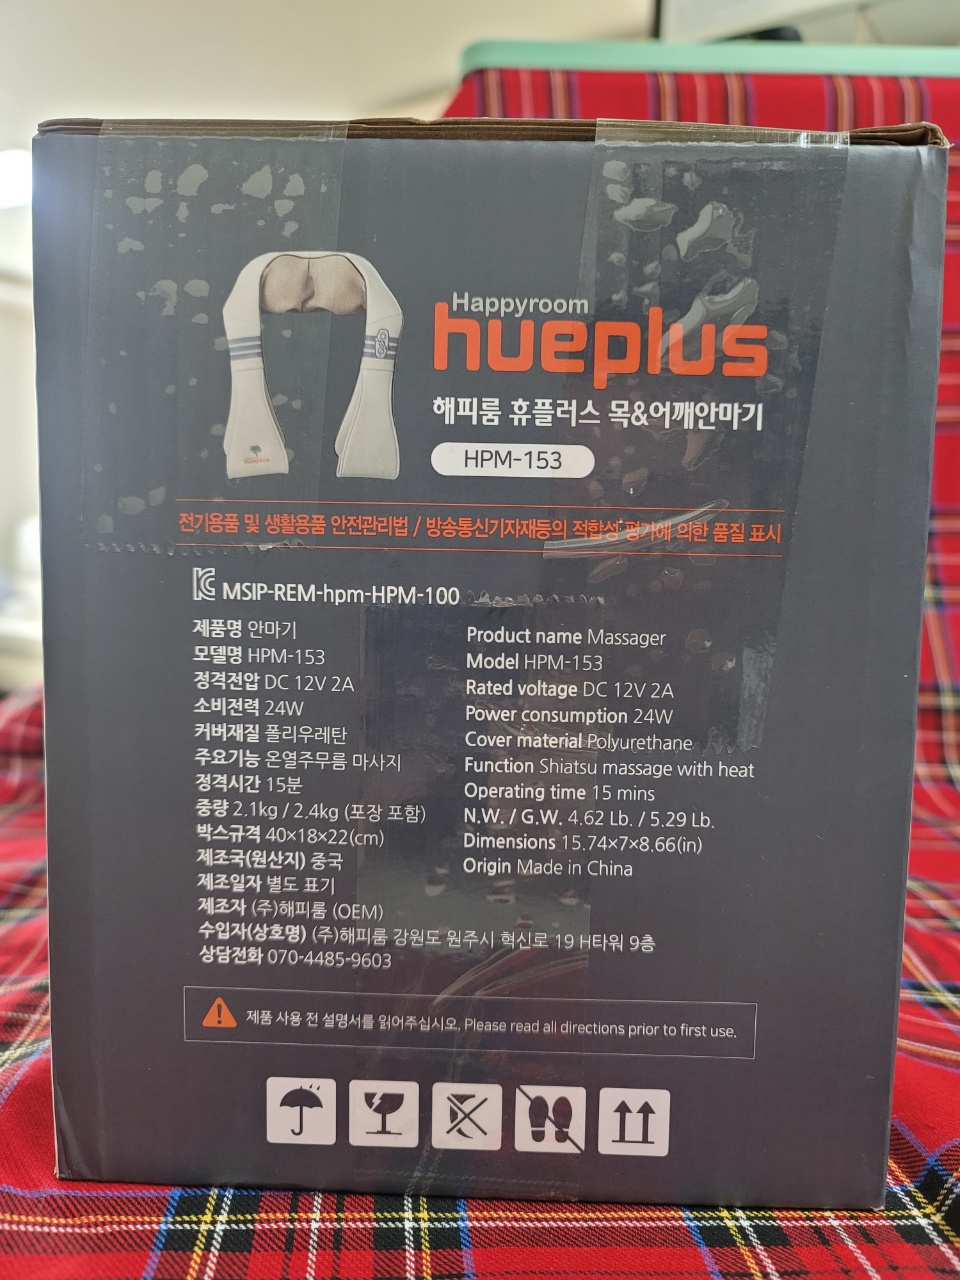 Happyroom
hueplus
해피룸 휴플러스 목&어깨안마기
HPM-153
hueplus
전기용품 및 생활용품 안전관리법 / 방송통신기자재등의 적합성 평가에 의한 품질 표시
MSIP-REM-hpm-HPM-100
제품명 안마기
모델명 HPM-153
정격전압 DC 12V 2A
소비전력 24W
커버재질 폴리우레탄
주요기능 온열주무름 마사지
정격시간 15분
중량 2.1kg / 2.4kg (포장 포함)
박스규격 40×18×22(cm)
제조국(원산지) 중국
제조일자 별도 표기
제조자 (주)해피룸 (OEM)
수입자(상호명) (주)해피룸 강원도 원주시 혁신로 19 H타워 9층
상담전화 070-4485-9603
Product name Massager
Model HPM-153
Rated voltage DC 12V 2A
Power consumption 24W
Cover material Polyurethane
Function Shiatsu massage with heat
Operating time 15 mins
N.W. / G.W. 4.62 Lb. / 5.29 Lb.
Dimensions 15.74×7×8.66(in)
Origin Made in China
제품 사용 전 설명서를 읽어주십시오. Please read all directions prior to first use.